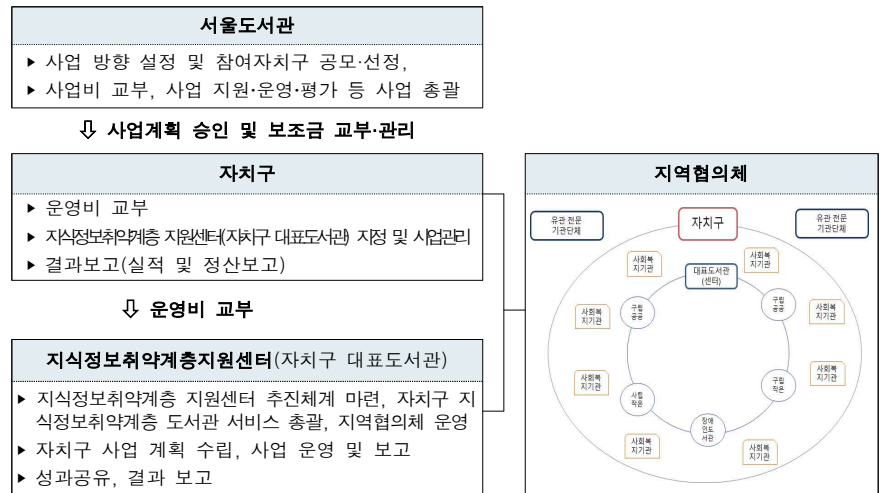 서울도서관
▸ 사업 방향 설정 및 참여자치구 공모·선정,
▸ 사업비 교부, 사업 지원·운영·평가 등 사업 총괄
⇩ 사업계획 승인 및 보조금 교부·관리
자치구
▸ 운영비 교부
▸ 지식정보취약계층 지원센터(자치구 대표도서관) 지정 및 사업관리
▸ 결과보고(실적 및 정산보고)
⇩ 운영비 교부
지식정보취약계층지원센터(자치구 대표도서관)
▸ 지식정보취약계층 지원센터 추진체계 마련, 자치구 지
식정보취약계층 도서관 서비스 총괄, 지역협의체 운영
▸ 자치구 사업 계획 수립, 사업 운영 및 보고
▸ 성과공유, 결과 보고
지역협의체
유관 전문
기관단체
자치구
유관 전문
기관단체
사회복
지기관
대표도서관
(센터)
사회복
지기관
사회복
지기관
구립
공공
구립
공공
사회복
지기관
사회복
지기관
사립
작은
구립
작은
사회복
지기관
사회복
지기관
장애
인도
서관
사회복
지기관